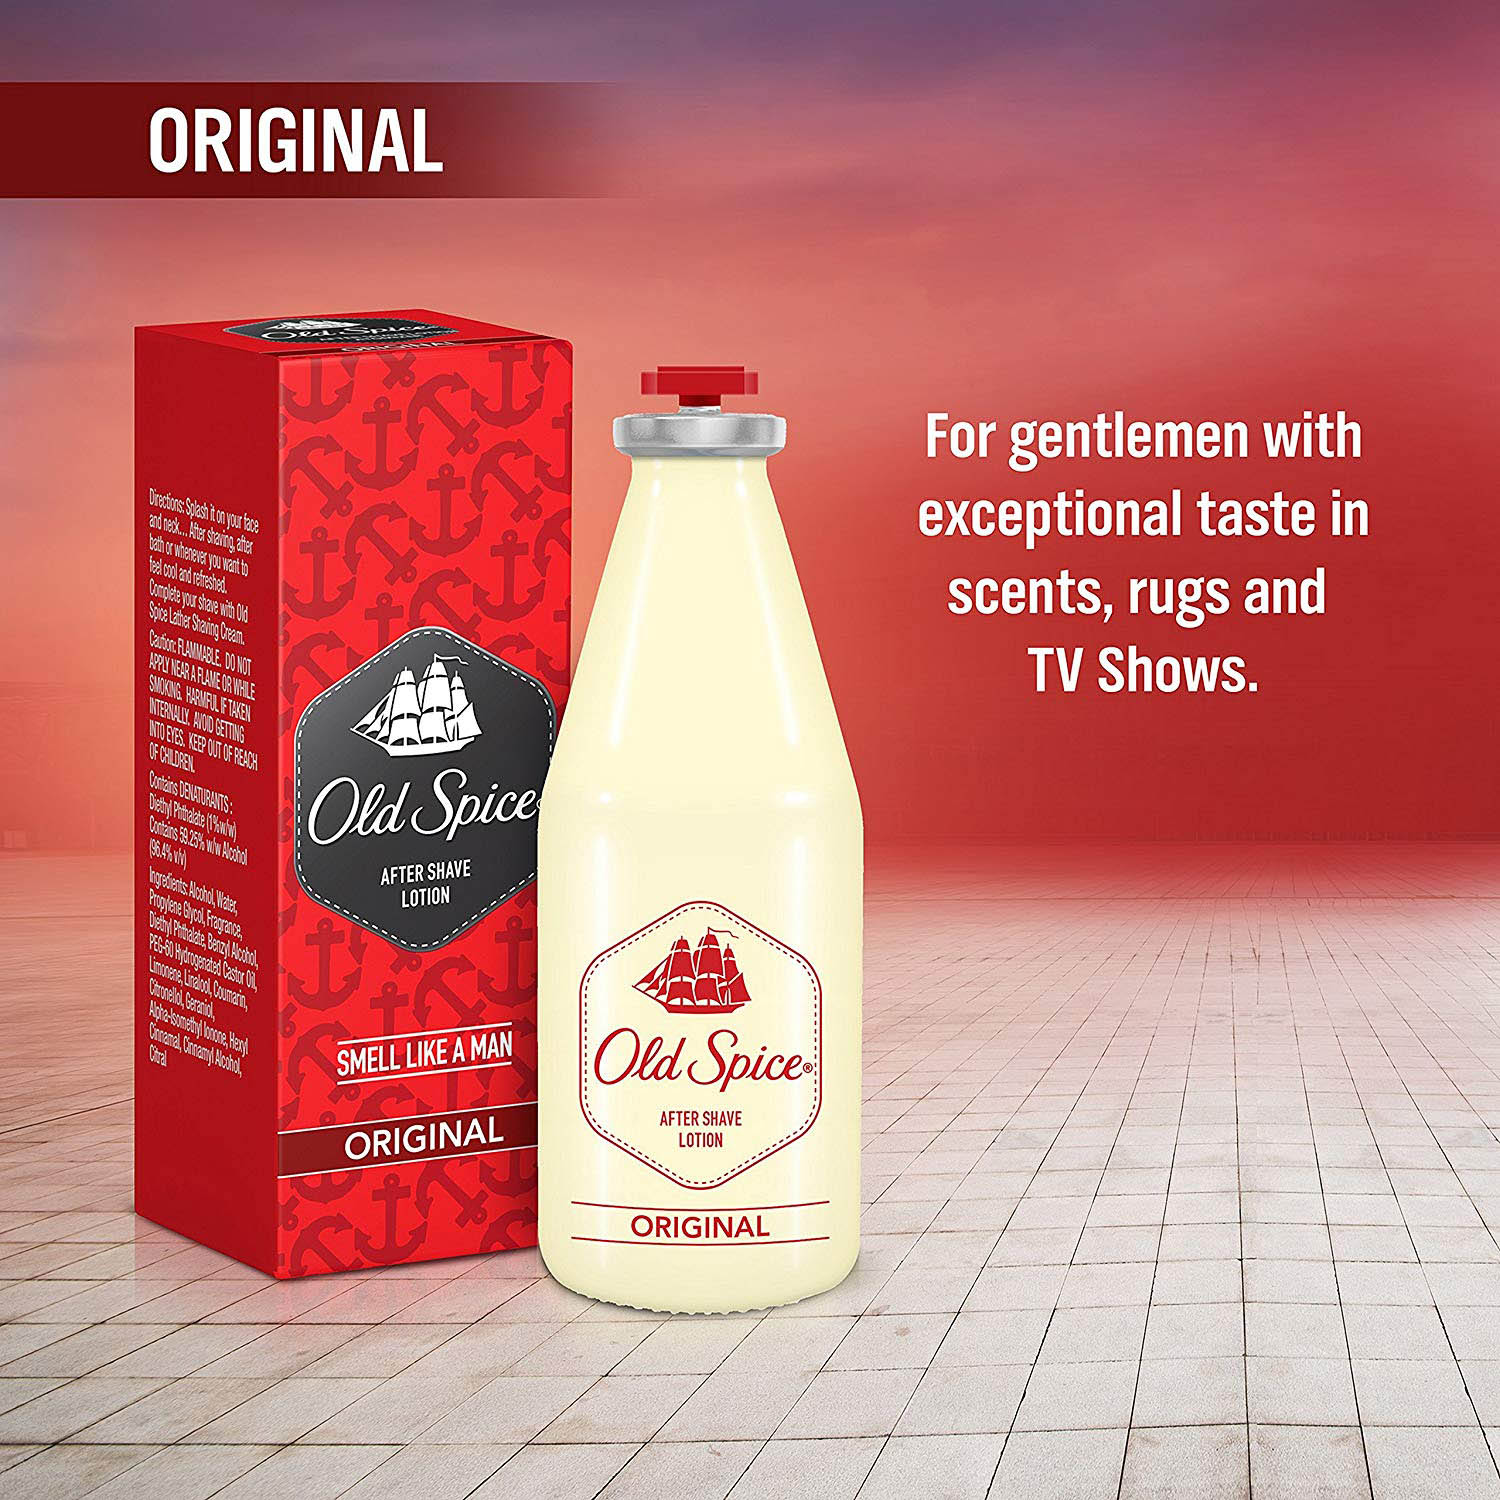 ORIGINAL
Old Spice
ORIGINAL
Directions: Splash it on your face
and neck... After shaving, after
bath or whenever you want to
feel cool and refreshed.
Complete your shave with Old
Spice Lather Shaving Cream.
Caution: FLAMMABLE. DO NOT
APPLY NEAR A FLAME OR WHILE
SMOKING. HARMFUL IF TAKEN
INTERNALLY. AVOID GETTING
INTO EYES. KEEP OUT OF REACH
OF CHILDREN.
Contains DENATURANTS :
Diethyl Phthalate (1%w/w)
Contains 59.25% w/w Alcohol
(96.4% v/v)
Ingredients: Alcohol, Water,
Propylene Glycol, Fragrance,
Diethyl Phthalate, Benzyl Alcohol,
PEG-60 Hydrogenated Castor Oil,
Limonene, Linalool, Coumarin,
Citronellol, Geraniol,
Alpha-Isomethyl Ionone, Hexyl
Cinnamal, Cinnamyl Alcohol,
Citral
Old Spice
AFTER SHAVE
LOTION
SMELL LIKE A MAN
ORIGINAL
Old Spice®
AFTER SHAVE
LOTION
ORIGINAL
For gentlemen with
exceptional taste in
scents, rugs and
TV Shows.